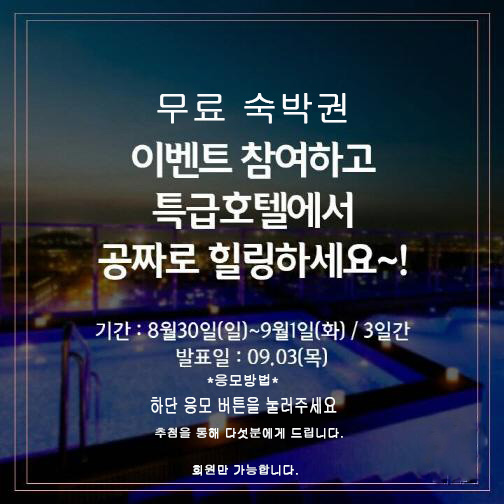 무료 숙박권
이벤트 참여하고
특급호텔에서
공짜로 힐링하세요~!
기간 : 8월30일(일)~9월1일(화) / 3일간
발표일 : 09.03(목)
*응모방법*
하단 응모 버튼을 눌러주세요
추첨을 통해 다섯분에게 드립니다.
회원만 가능합니다.